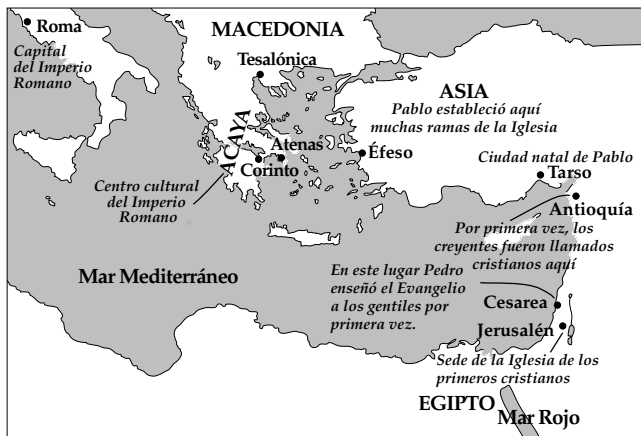 Roma
Capital
del Imperio
Romano
MACEDONIA
Tesalónica
ASIA
Pablo estableció aquí
muchas ramas de la Iglesia
ACAYA
Atenas
Corinto
Éfeso
Centro cultural
del Imperio
Romano
Ciudad natal de Pablo
Tarso
Antioquía
Por primera vez, los
creyentes fueron llamados
cristianos aquí
Mar Mediterráneo
En este lugar Pedro
enseñó el Evangelio
a los gentiles por
primera vez.
Cesarea
Jerusalén
Sede de la Iglesia de los
primeros cristianos
EGIPTO
Mar Rojo